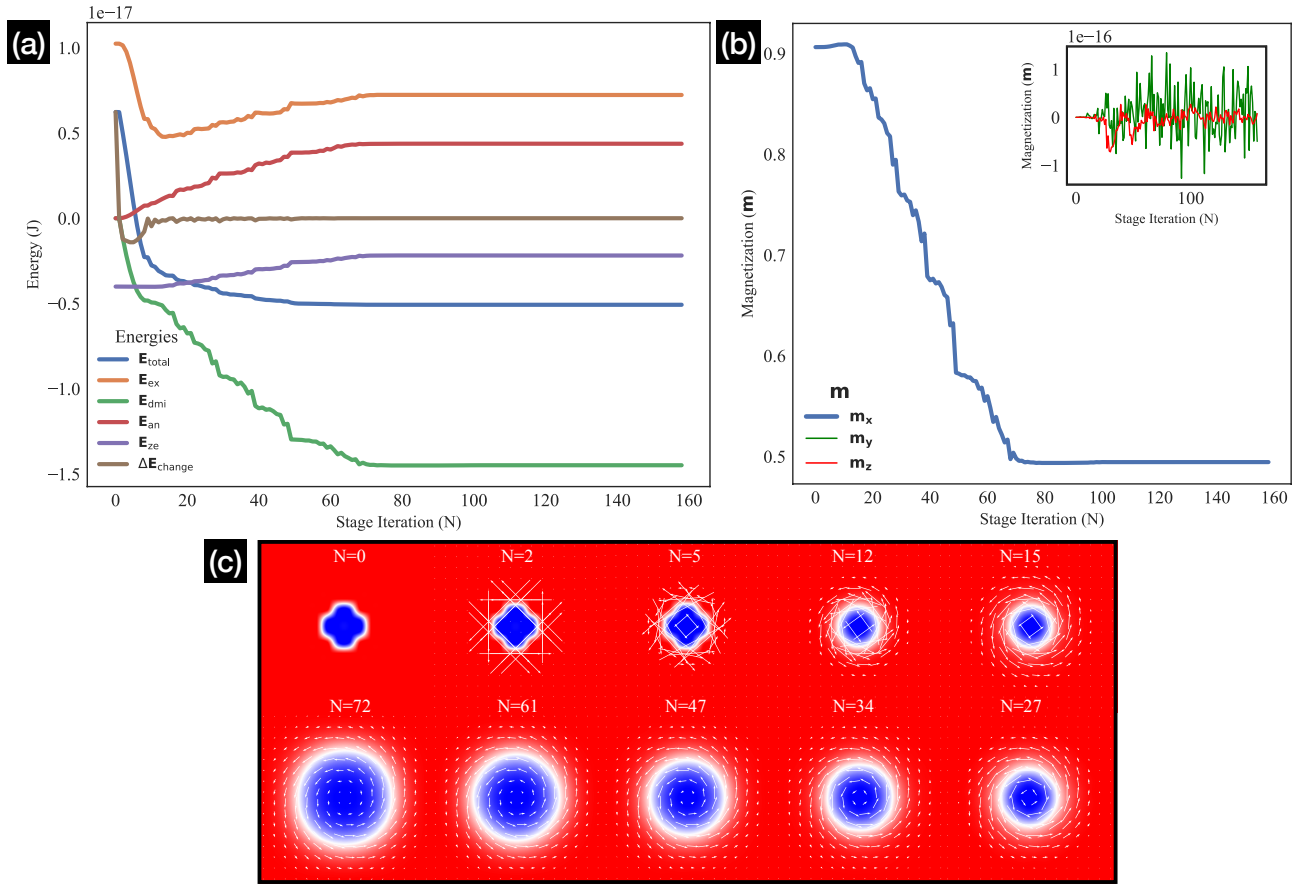 (a)
1e−17
1.0
0.5
0.0
−0.5
−1.0
−1.5
Energy (J)
Energies
E_total
E_ex
E_dmi
E_an
E_ze
ΔE_change
0 20 40 60 80 100 120 140 160
Stage Iteration (N)
(b)
0.9
0.8
0.7
0.6
0.5
Magnetization (m)
1e−16
1
0
−1
Magnetization (m)
0 100
Stage Iteration (N)
m
m_x
m_y
m_z
0 20 40 60 80 100 120 140 160
Stage Iteration (N)
(c)
N=0 N=2 N=5 N=12 N=15
N=72 N=61 N=47 N=34 N=27